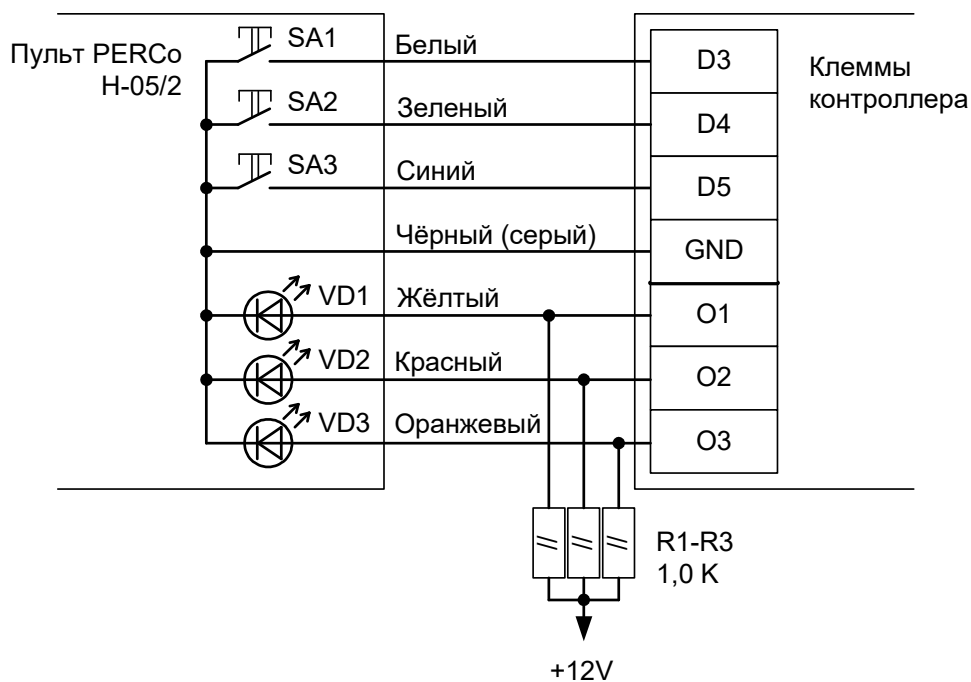 Пульт PERCo
H-05/2
SA1
Белый
D3
Клеммы
контроллера
SA2
Зеленый
D4
SA3
Синий
D5
Чёрный (серый)
GND
VD1
Жёлтый
O1
VD2
Красный
O2
VD3
Оранжевый
O3
R1-R3
1,0 K
+12V